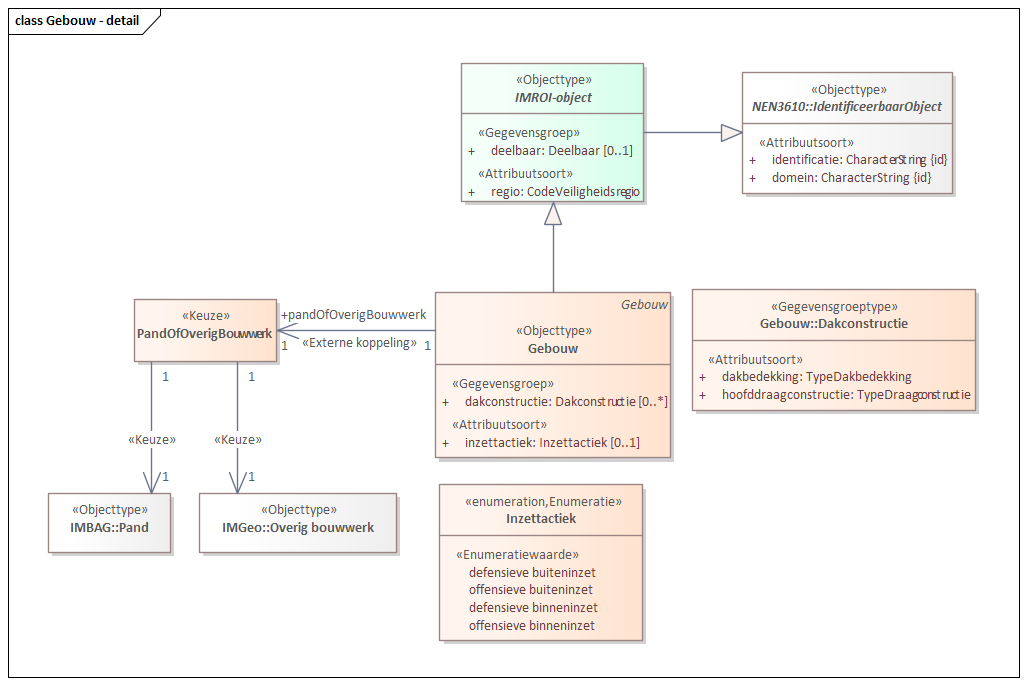 class Gebouw - detail
«Objecttype»
IMROI-object
«Gegevensgroep»
+ deelbaar: Deelbaar [0..1]
«Attribuutsoort»
+ regio: CodeVeiligheidsregio
«Objecttype»
NEN3610::IdentificeerbaarObject
«Attribuutsoort»
+ identificatie: CharacterString {id}
+ domein: CharacterString {id}
«Keuze»
PandOfOverigBouwwerk
+pandOfOverigBouwwerk
1 «Externe koppeling» 1
Gebouw
«Objecttype»
Gebouw
«Gegevensgroep»
+ dakconstructie: Dakconstructie [0..*]
«Attribuutsoort»
+ inzettactiek: Inzettactiek [0..1]
«Gegevensgroeptype»
Gebouw::Dakconstructie
«Attribuutsoort»
+ dakbedekking: TypeDakbedekking
+ hoofddraagconstructie: TypeDraagconstructie
1 1
«Keuze» «Keuze»
1 1
«Objecttype»
IMBAG::Pand
«Objecttype»
IMGeo::Overig bouwwerk
«enumeration,Enumeratie»
Inzettactiek
«Enumeratiewaarde»
defensieve buiteninzet
offensieve buiteninzet
defensieve binneninzet
offensieve binneninzet